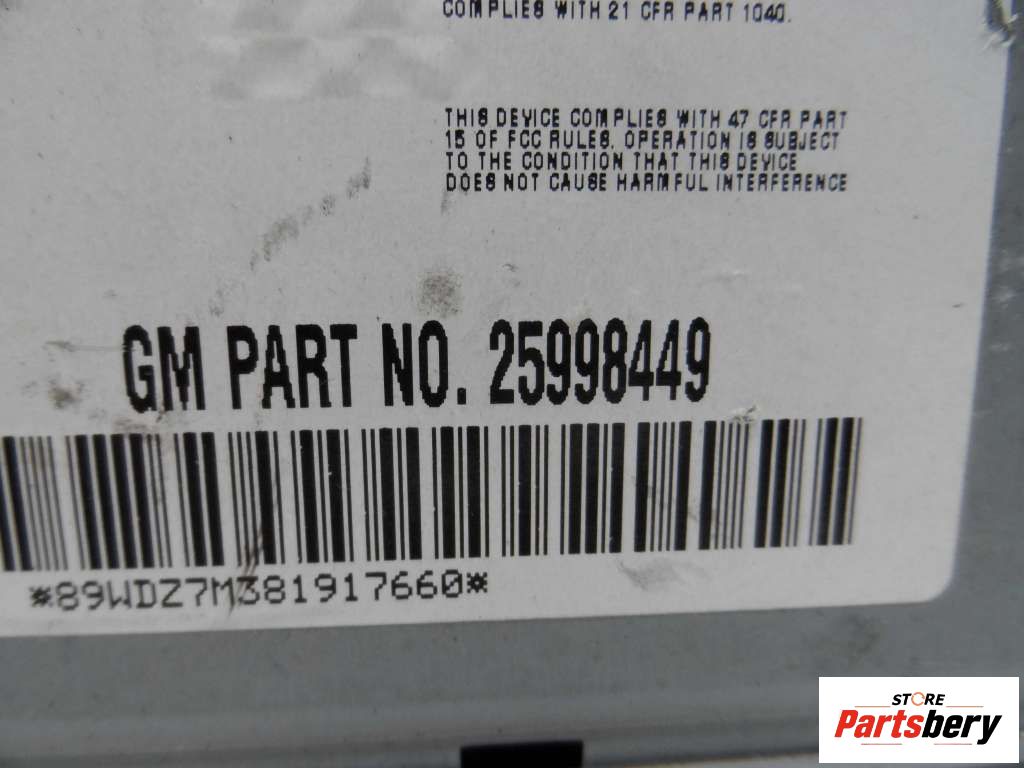 COMPLIES WITH 21 CFR PART 1040.
THIS DEVICE COMPLIES WITH 47 CFR PART
15 OF FCC RULES. OPERATION IS SUBJECT
TO THE CONDITION THAT THIS DEVICE
DOES NOT CAUSE HARMFUL INTERFERENCE
GM PART NO. 25998449
*89WDZ7M381917660*
STORE
Partsbery